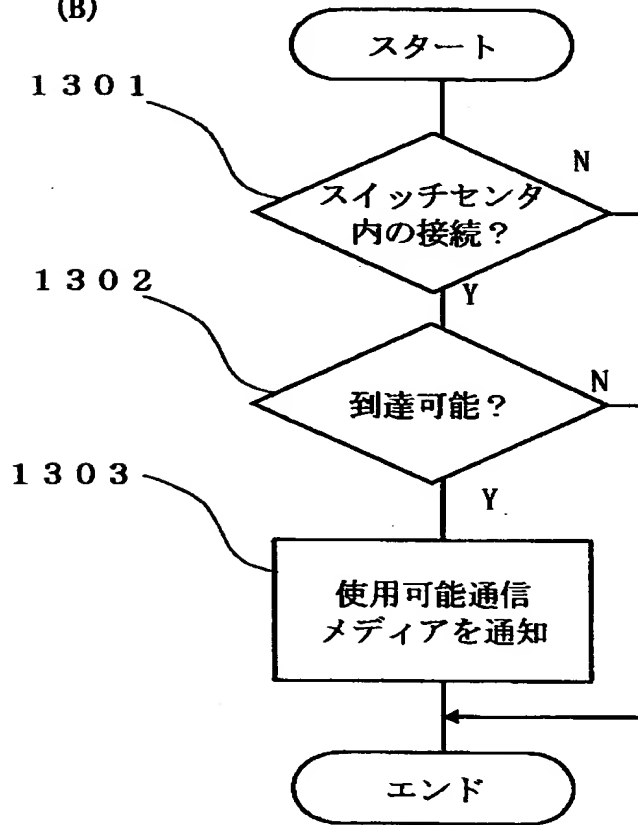 (B)
スタート
１３０１
N
スイッチセンタ
内の接続？
Y
１３０２
N
到達可能？
Y
１３０３
使用可能通信
メディアを通知
エンド